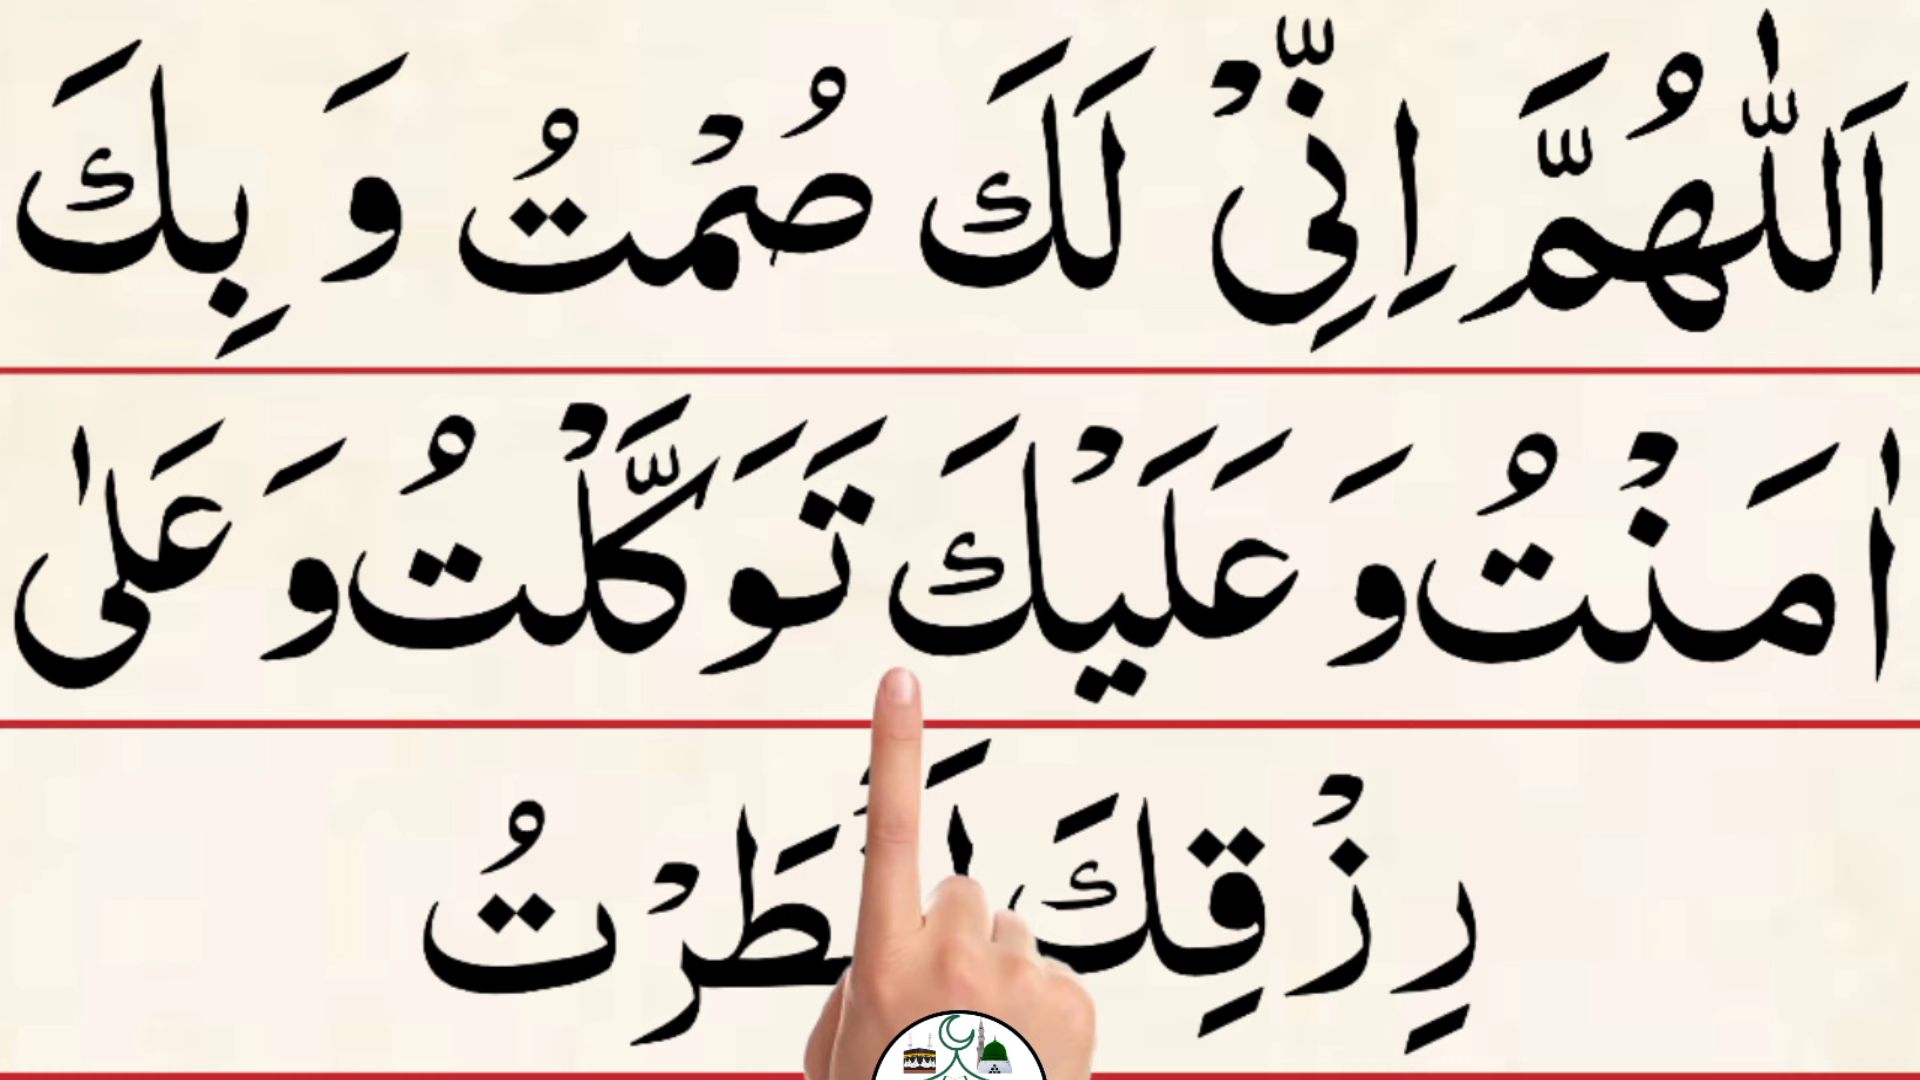 اَللّٰهُمَّ اِنِّیْ لَكَ صُمْتُ وَ بِكَ
اٰمَنْتُ وَ عَلَیْكَ تَوَكَّلْتُ وَ عَلٰی
رِزْقِكَ